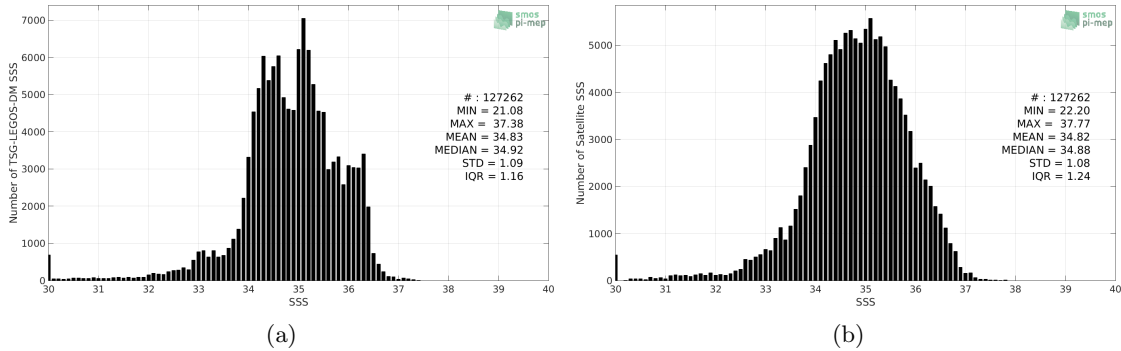 smos
pi-mep
7000
6000
5000
4000
3000
2000
1000
0
Number of TSG-LEGOS-DM SSS
# : 127262
MIN = 21.08
MAX = 37.38
MEAN = 34.83
MEDIAN = 34.92
STD = 1.09
IQR = 1.16
30 31 32 33 34 35 36 37 38 39 40
SSS
(a)
smos
pi-mep
5000
4000
3000
2000
1000
0
Number of Satellite SSS
# : 127262
MIN = 22.20
MAX = 37.77
MEAN = 34.82
MEDIAN = 34.88
STD = 1.08
IQR = 1.24
30 31 32 33 34 35 36 37 38 39 40
SSS
(b)